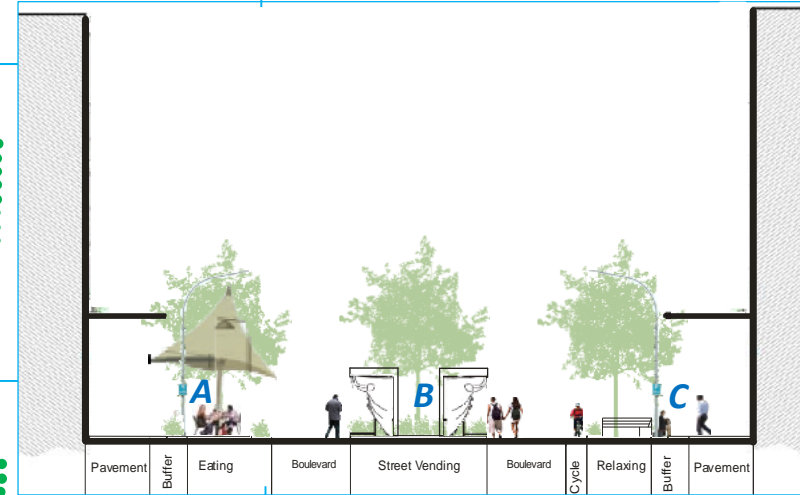 A
B
C
Pavement
Buffer
Eating
Boulevard
Street Vending
Boulevard
Cycle
Relaxing
Buffer
Pavement